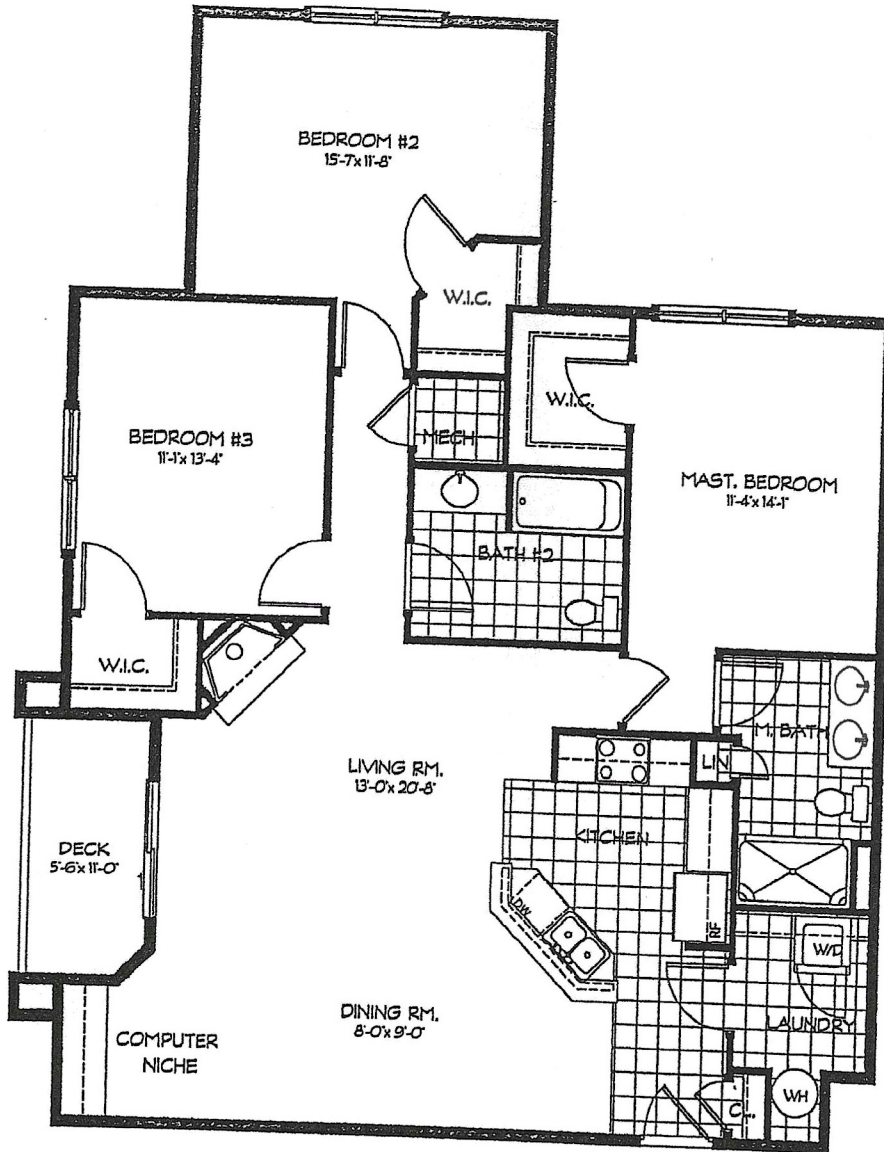 BEDROOM #2
15'-7" x 11'-8"
W.I.C.
BEDROOM #3
11'-1" x 13'-4"
MECH
W.I.C.
MAST. BEDROOM
11'-4" x 14'-1"
BATH #2
W.I.C.
M. BATH
LIN
LIVING RM.
13'-0" x 20'-8"
KITCHEN
DECK
5'-6" x 11'-0"
DW
RF
W/D
LAUNDRY
DINING RM.
8'-0" x 9'-0"
COMPUTER
NICHE
WH
C...